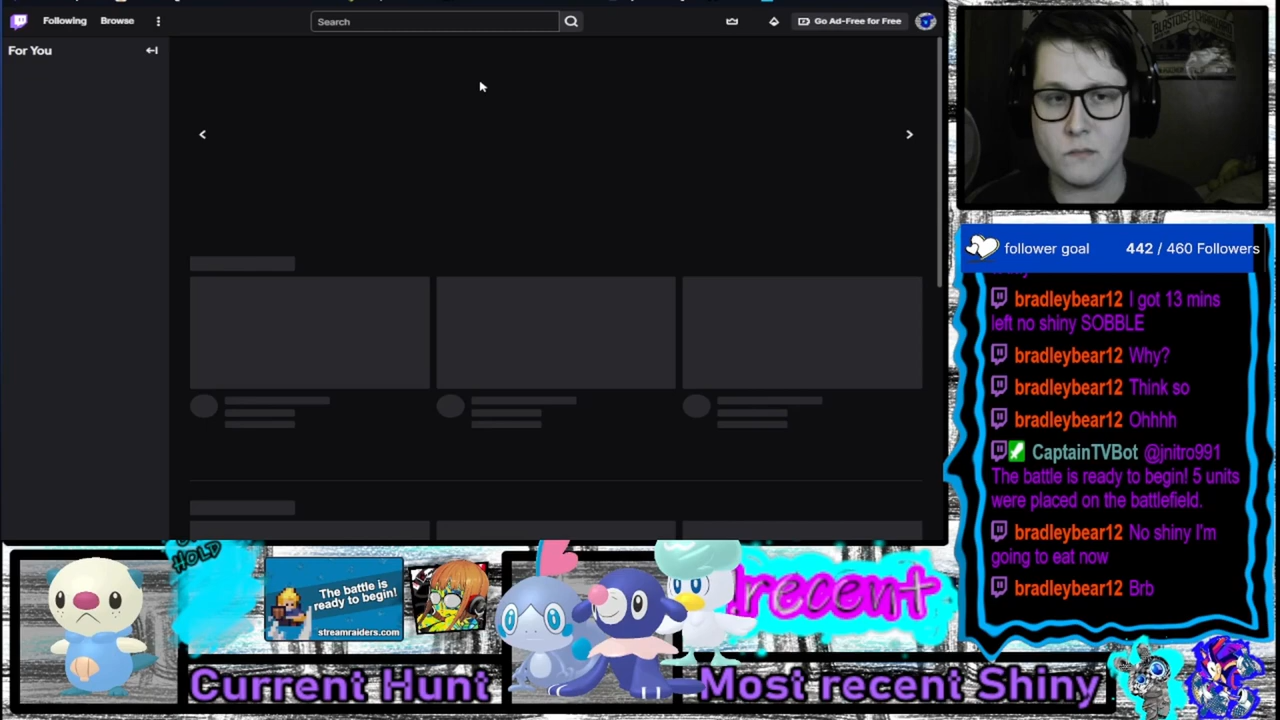 Following Browse
Search
Go Ad-Free for Free
For You
follower goal 442 / 460 Followers
bradleybear12 I got 13 mins
left no shiny SOBBLE
bradleybear12 Why?
bradleybear12 Think so
bradleybear12 Ohhhh
CaptainTVBot @jnitro991
The battle is ready to begin! 5 units
were placed on the battlefield.
bradleybear12 No shiny I'm
going to eat now
bradleybear12 Brb
HOLD
The battle is
ready to begin!
streamraiders.com
recent
Current Hunt
Most recent Shiny